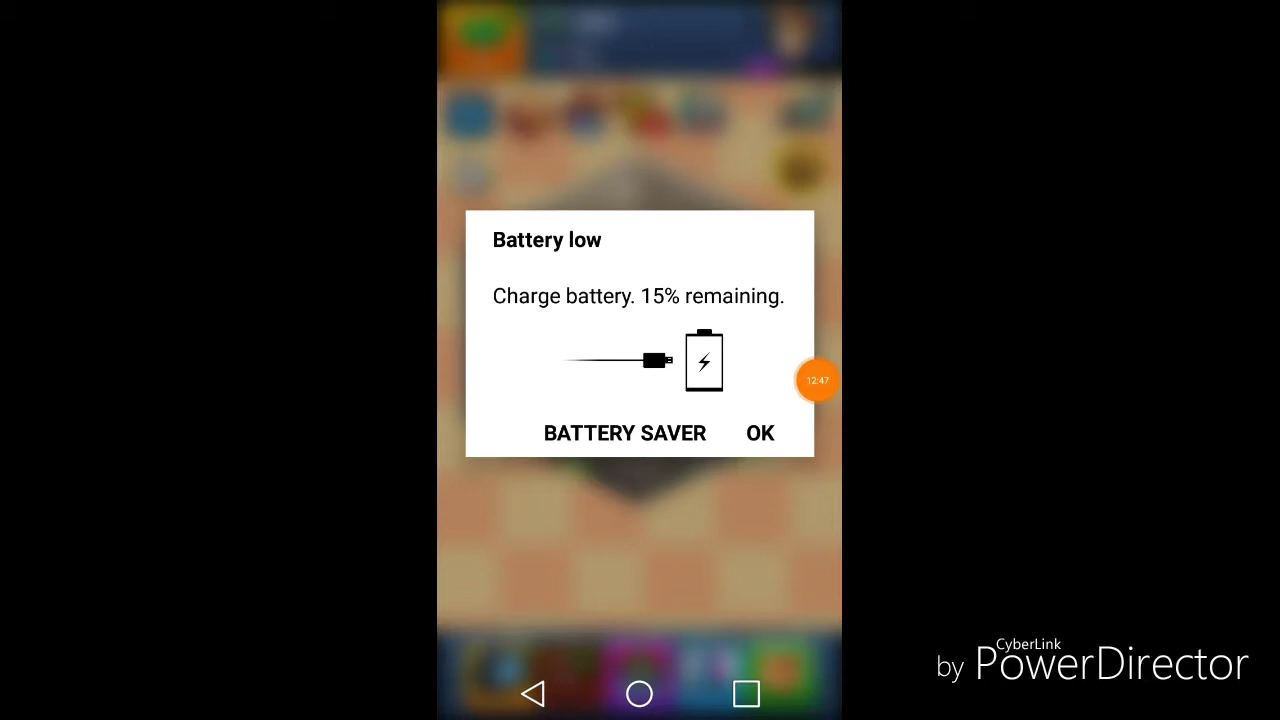 Battery low
Charge battery. 15% remaining.
12:47
BATTERY SAVER OK
CyberLink
by PowerDirector